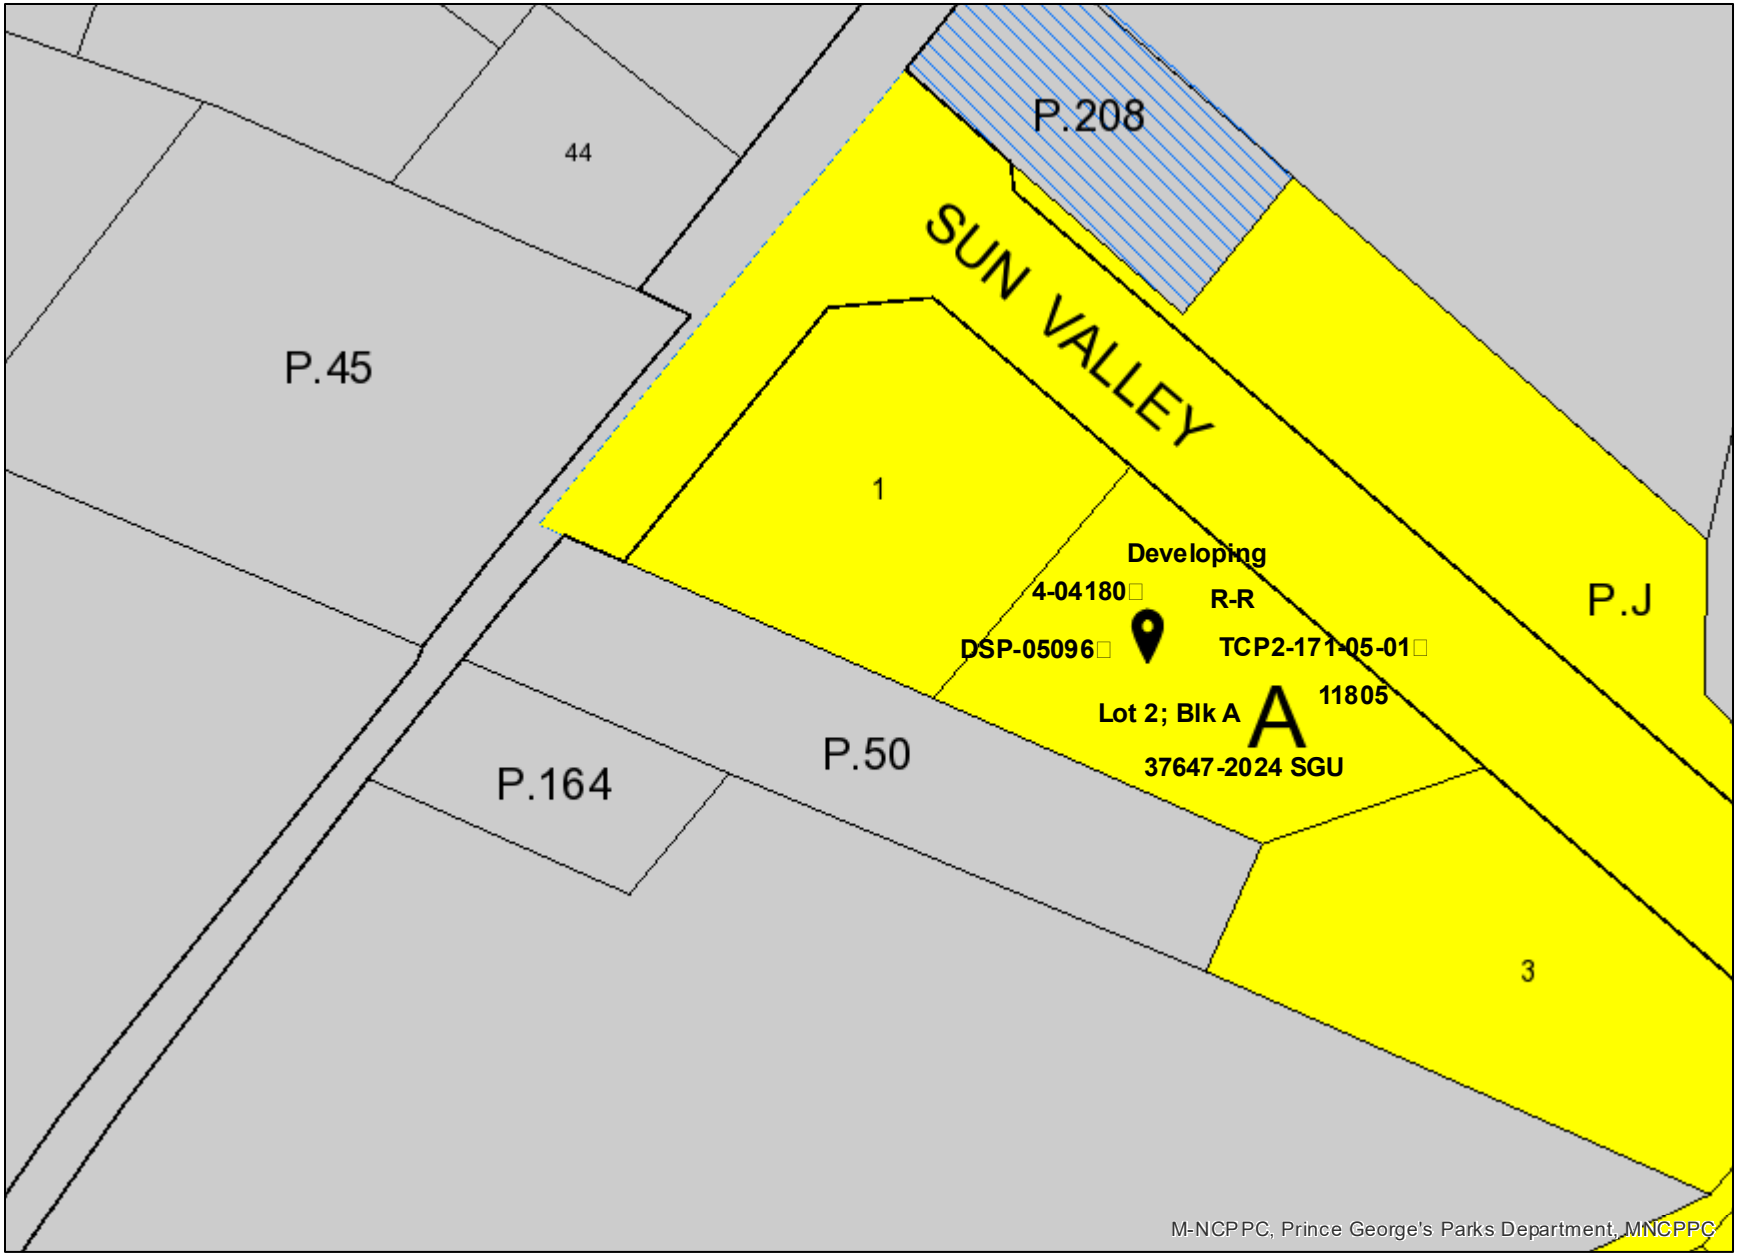 P.208
44
SUN VALLEY
P.45
1
Developing
4-04180
R-R
P.J
DSP-05096
TCP2-171-05-01
11805
Lot 2; Blk A
A
P.50
37647-2024 SGU
P.164
3
M-NCPPC, Prince George's Parks Department, MNCPPC